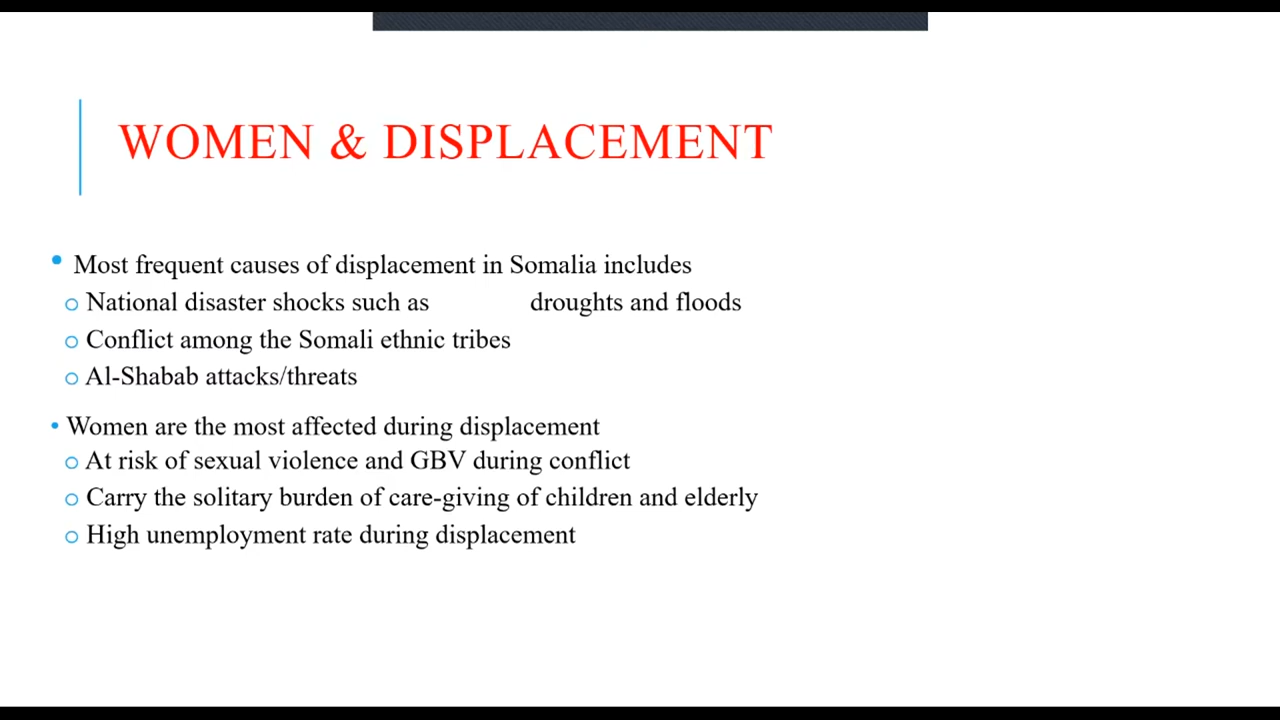 WOMEN & DISPLACEMENT
• Most frequent causes of displacement in Somalia includes
o National disaster shocks such as droughts and floods
o Conflict among the Somali ethnic tribes
o Al-Shabab attacks/threats
• Women are the most affected during displacement
o At risk of sexual violence and GBV during conflict
o Carry the solitary burden of care-giving of children and elderly
o High unemployment rate during displacement